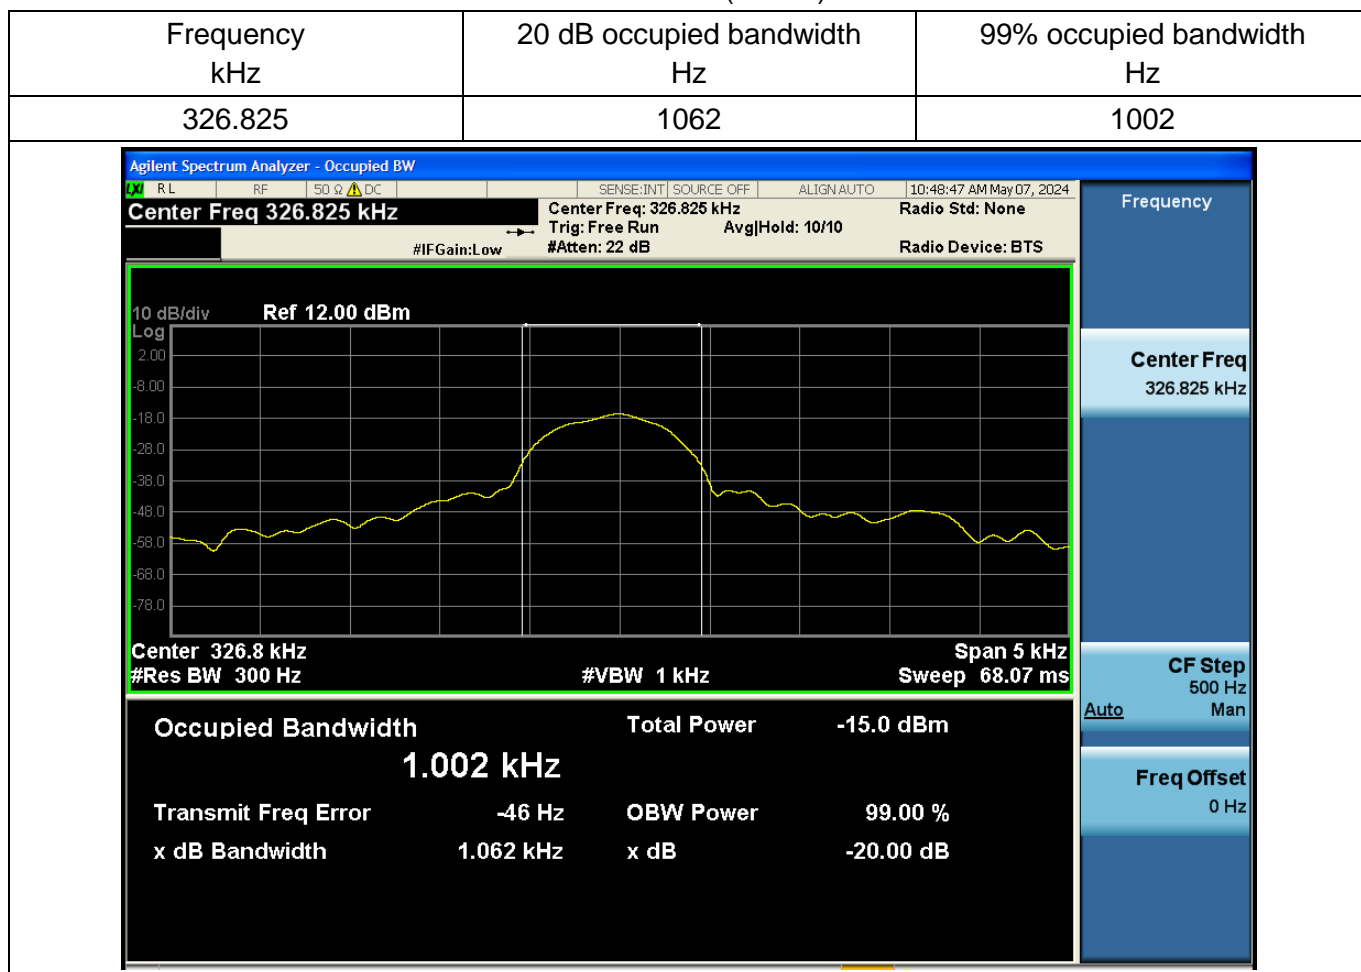 Frequency 20 dB occupied bandwidth 99% occupied bandwidth
kHz Hz Hz
326.825 1062 1002
Agilent Spectrum Analyzer - Occupied BW
LXI RL RF 50 Ω DC SENSE:INT SOURCE OFF ALIGN AUTO 10:48:47 AM May 07, 2024
Center Freq 326.825 kHz
Center Freq: 326.825 kHz Radio Std: None
Trig: Free Run Avg|Hold: 10/10
#IFGain:Low #Atten: 22 dB Radio Device: BTS
Frequency
10 dB/div Ref 12.00 dBm
Log
2.00
-8.00
-18.0
-28.0
-38.0
-48.0
-58.0
-68.0
-78.0
Center 326.8 kHz Span 5 kHz
#Res BW 300 Hz #VBW 1 kHz Sweep 68.07 ms
Occupied Bandwidth Total Power -15.0 dBm
1.002 kHz
Transmit Freq Error -46 Hz OBW Power 99.00 %
x dB Bandwidth 1.062 kHz x dB -20.00 dB
Center Freq
326.825 kHz
CF Step
500 Hz
Auto Man
Freq Offset
0 Hz